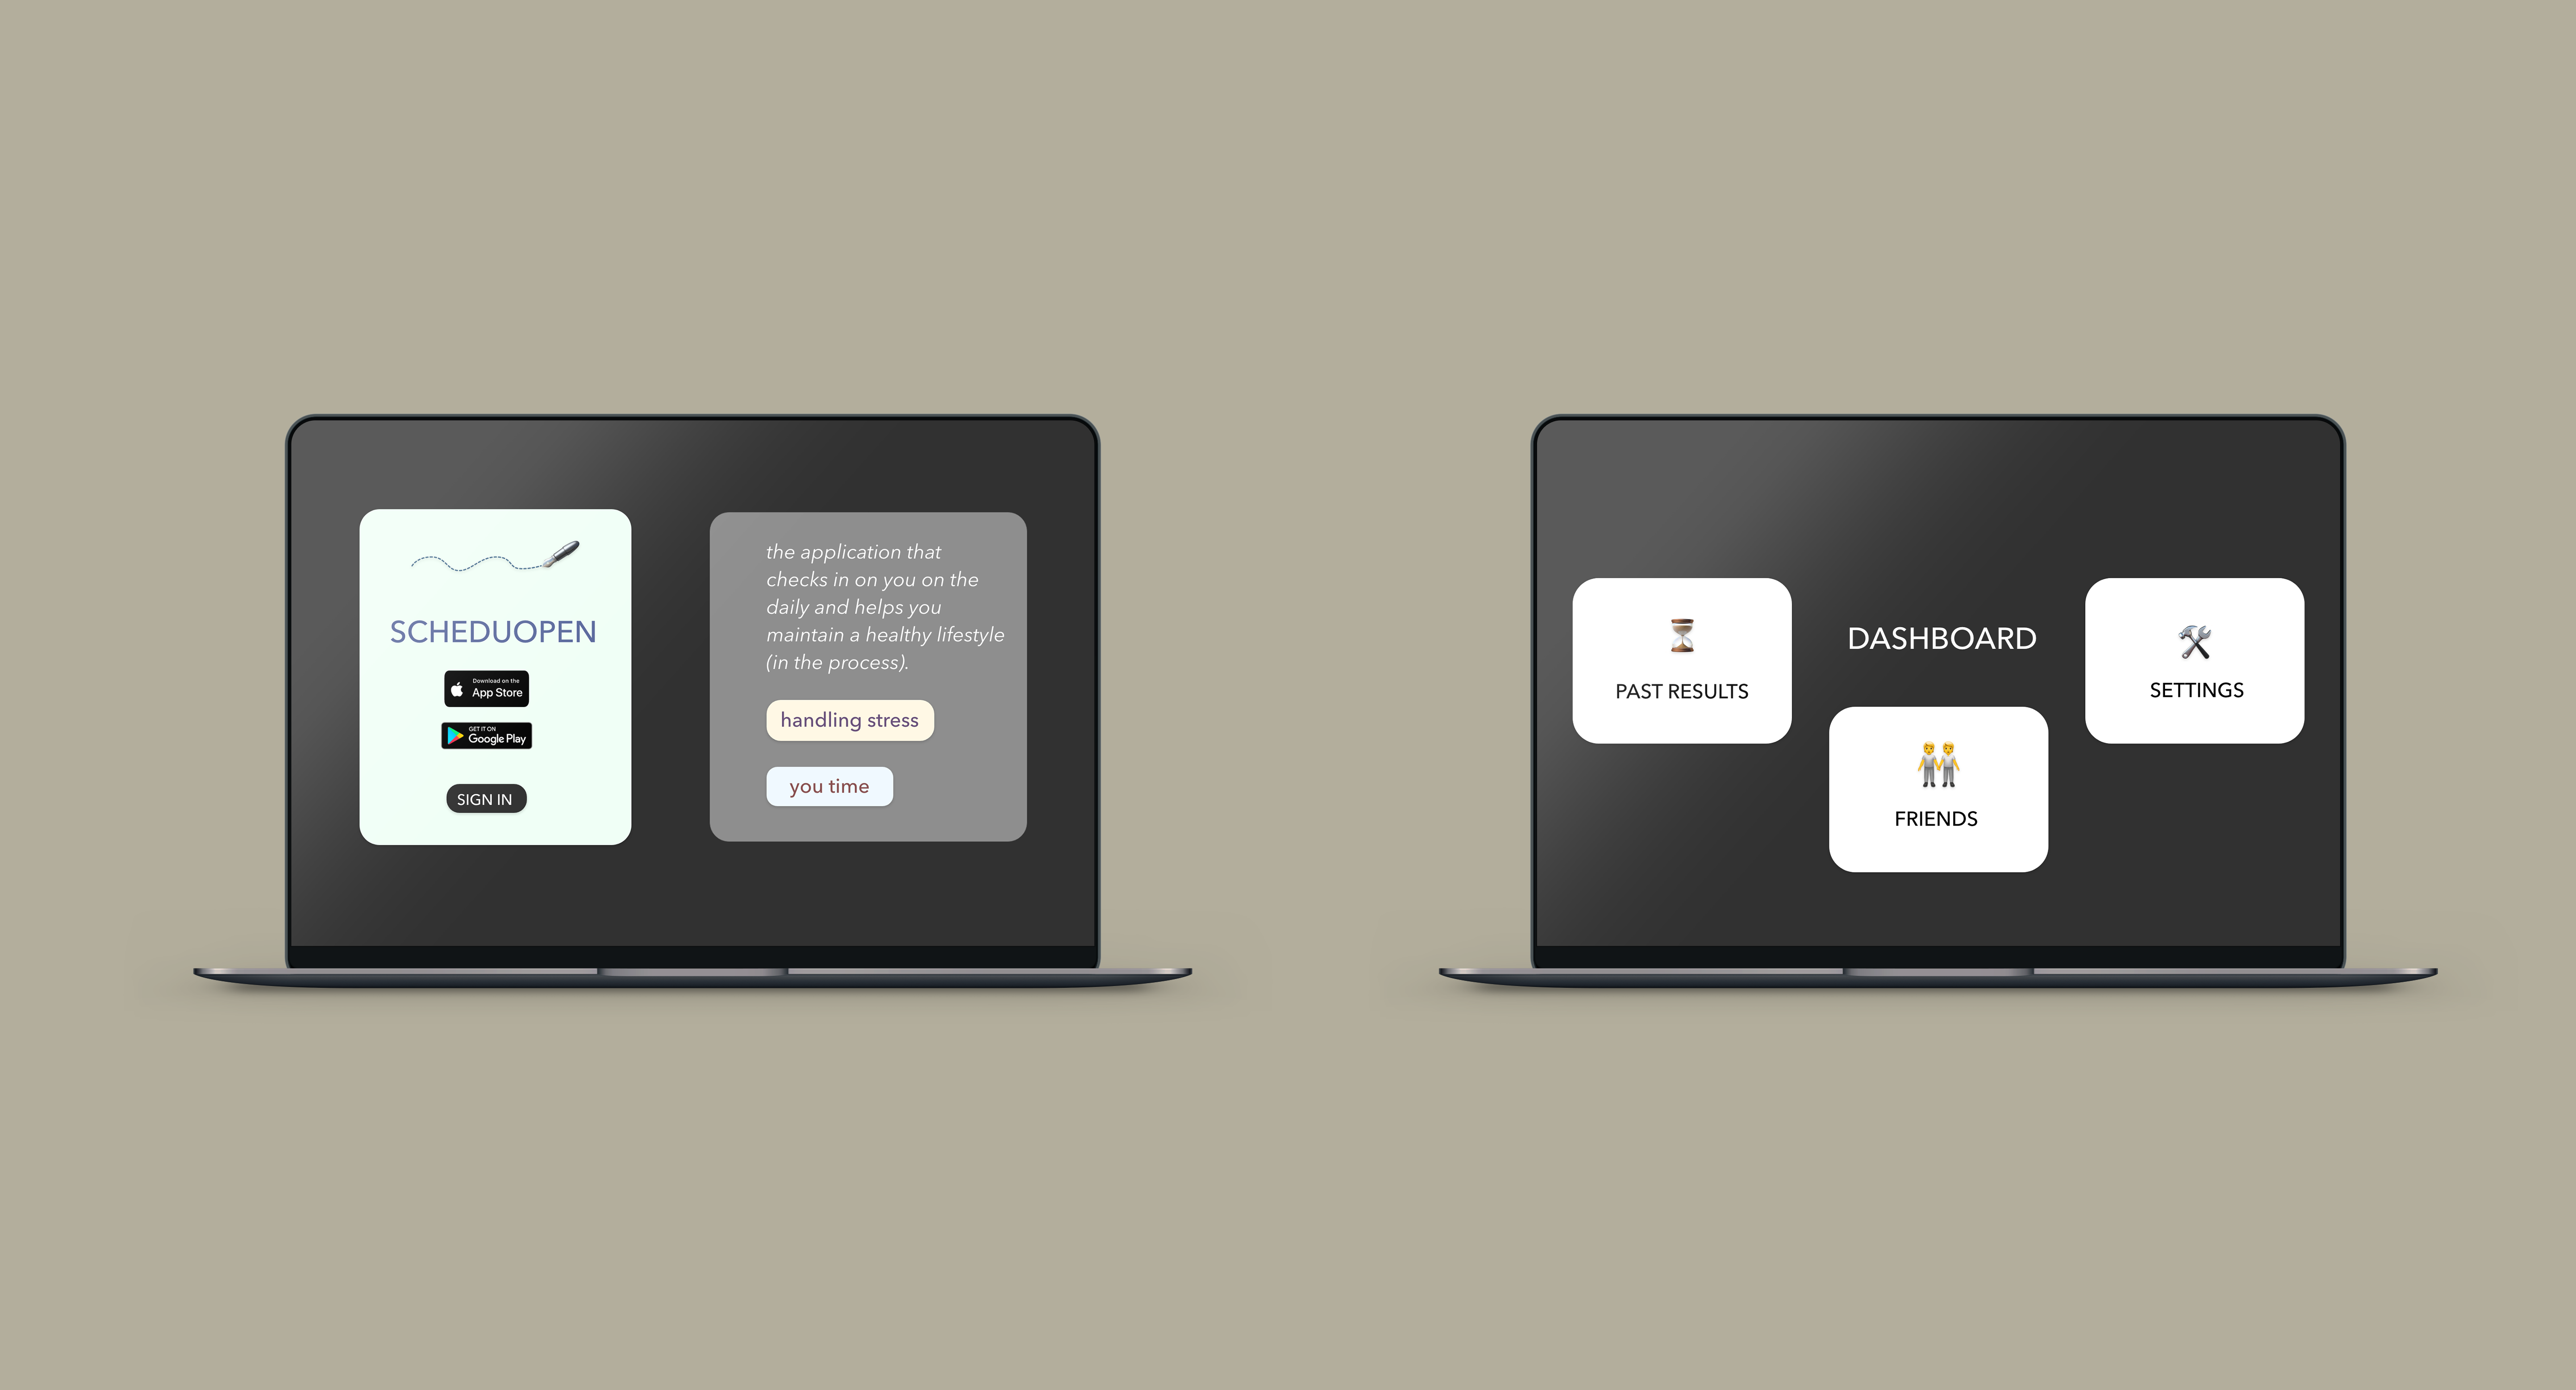 SCHEDUOPEN
Download on the
App Store
GET IT ON
Google Play
SIGN IN
the application that
checks in on you on the
daily and helps you
maintain a healthy lifestyle
(in the process).
handling stress
you time
DASHBOARD
PAST RESULTS
FRIENDS
SETTINGS